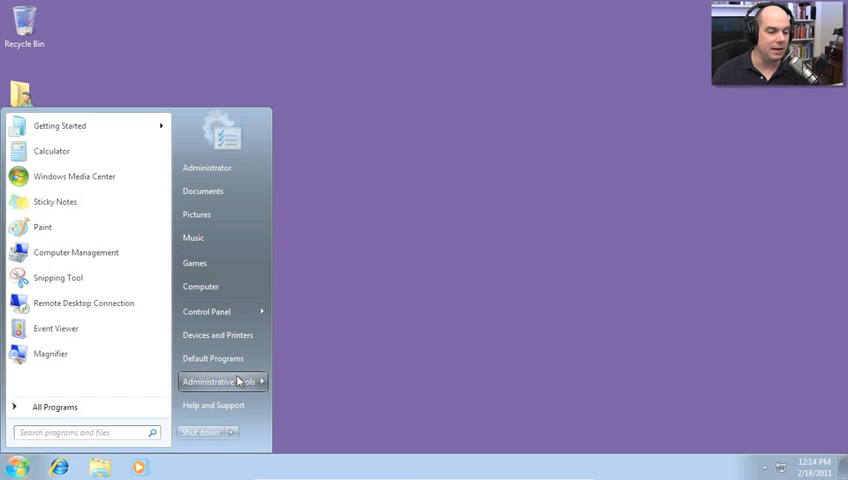 Recycle Bin
Getting Started
Calculator
Windows Media Center
Sticky Notes
Paint
Computer Management
Snipping Tool
Remote Desktop Connection
Event Viewer
Magnifier
All Programs
Search programs and files
Administrator
Documents
Pictures
Music
Games
Computer
Control Panel
Devices and Printers
Default Programs
Administrative Tools
Help and Support
Shut down
12:14 PM
2/18/2011